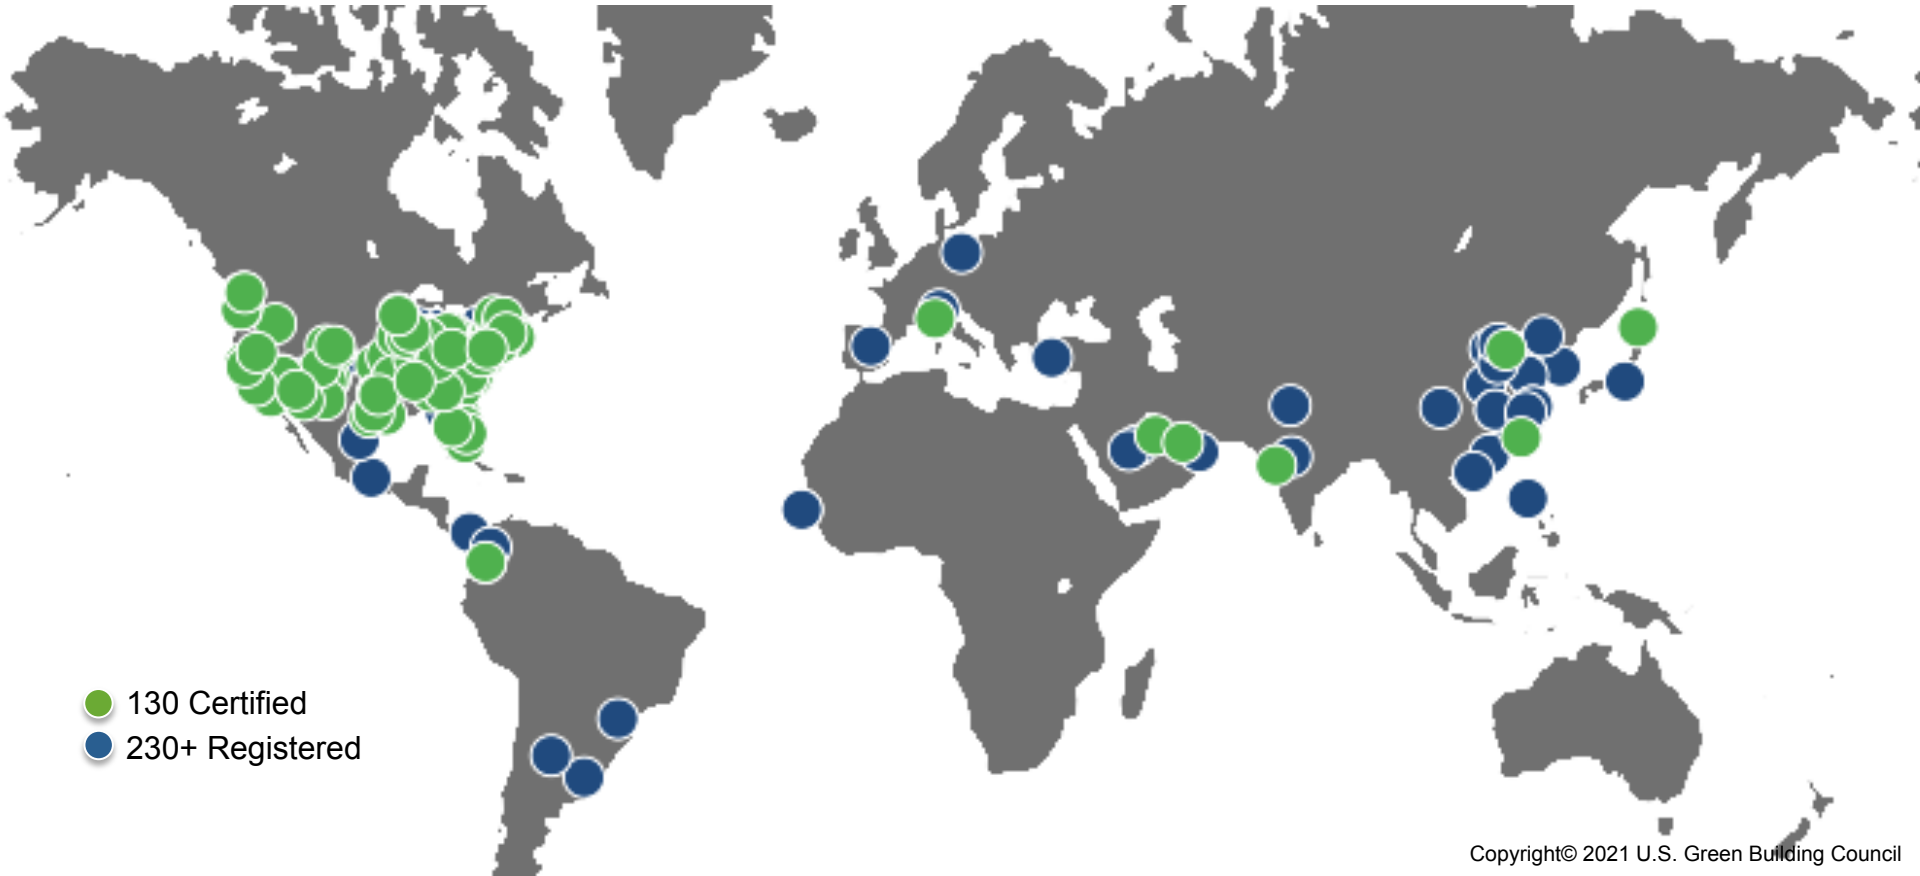 130 Certified
230+ Registered
Copyright© 2021 U.S. Green Building Council